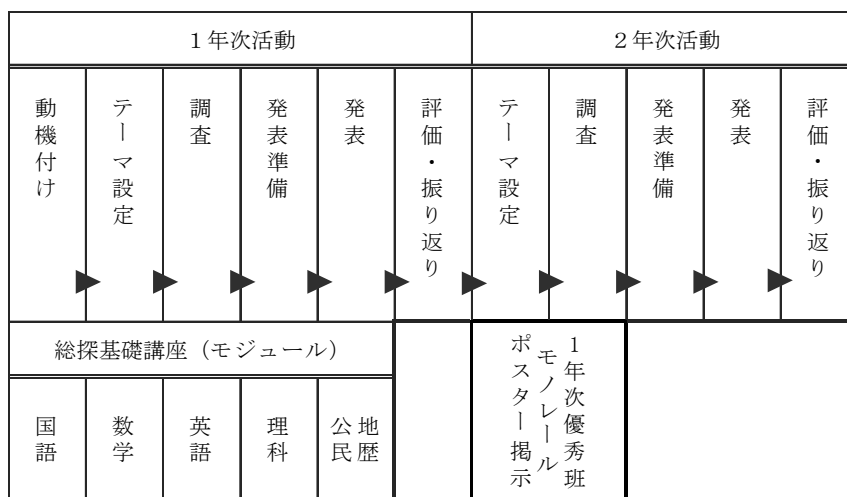 1年次活動
2年次活動
動機付け
テーマ設定
調査
発表準備
発表
評価・振り返り
テーマ設定
調査
発表準備
発表
評価・振り返り
総探基礎講座（モジュール）
国語
数学
英語
理科
地歴
公民
1年次優秀班
モノレール
ポスター掲示